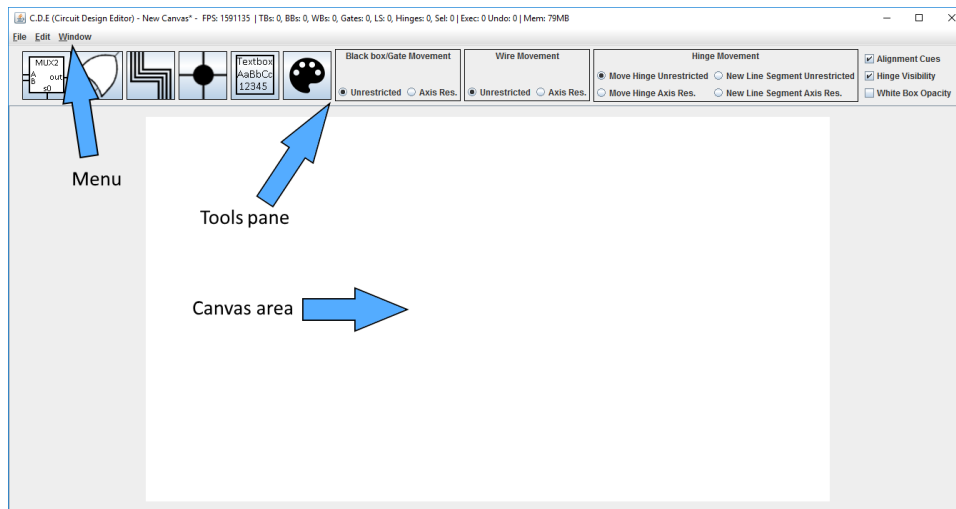 C.D.E (Circuit Design Editor) - New Canvas* - FPS: 1591135 | TBs: 0, BBs: 0, WBs: 0, Gates: 0, LS: 0, Hinges: 0, Sel: 0 | Exec: 0 Undo: 0 | Mem: 79MB
File Edit Window
MUX2
A
B
out
s0
Textbox
AaBbCc
12345
Black box/Gate Movement
Unrestricted Axis Res.
Wire Movement
Unrestricted Axis Res.
Hinge Movement
Move Hinge Unrestricted New Line Segment Unrestricted
Move Hinge Axis Res. New Line Segment Axis Res.
Alignment Cues
Hinge Visibility
White Box Opacity
Menu
Tools pane
Canvas area